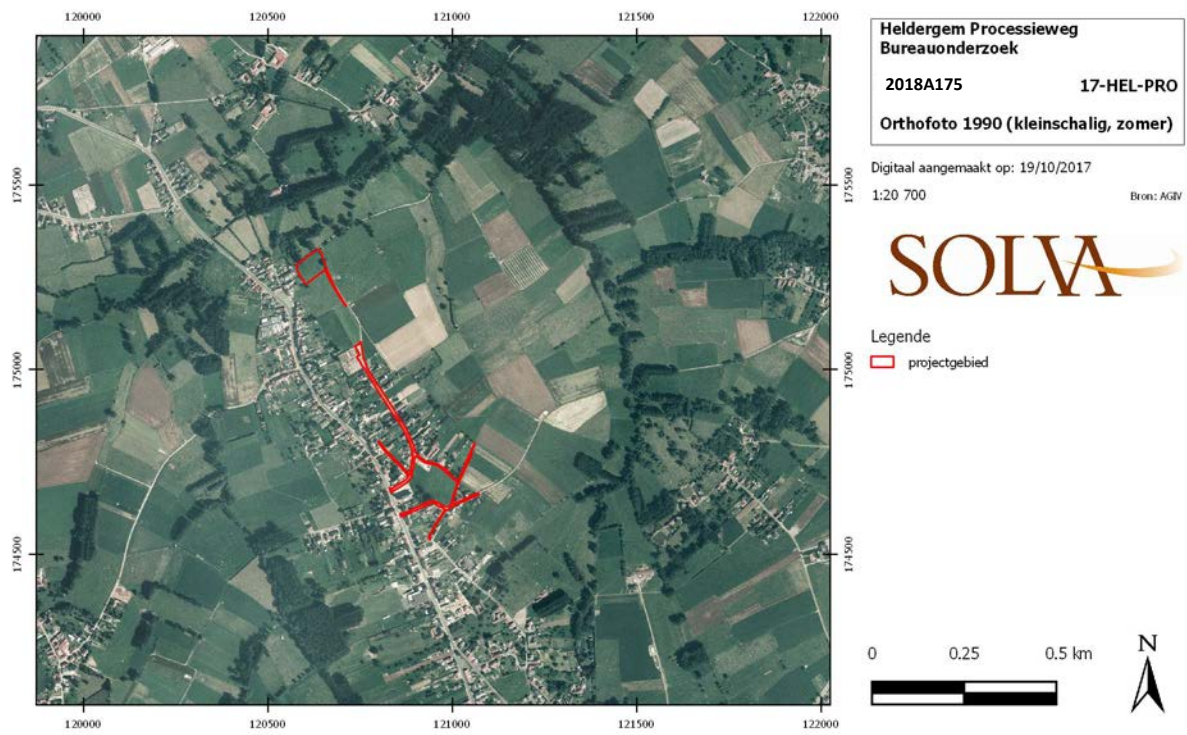 120000 120500 121000 121500 122000
Heldergem Processieweg
Bureauonderzoek
2018A175 17-HEL-PRO
Orthofoto 1990 (kleinschalig, zomer)
Digitaal aangemaakt op: 19/10/2017
1:20 700 Bron: AGIV
SOLVA
Legende
projectgebied
175500 175500
175000 175000
174500 174500
0 0.25 0.5 km
N
120000 120500 121000 121500 122000